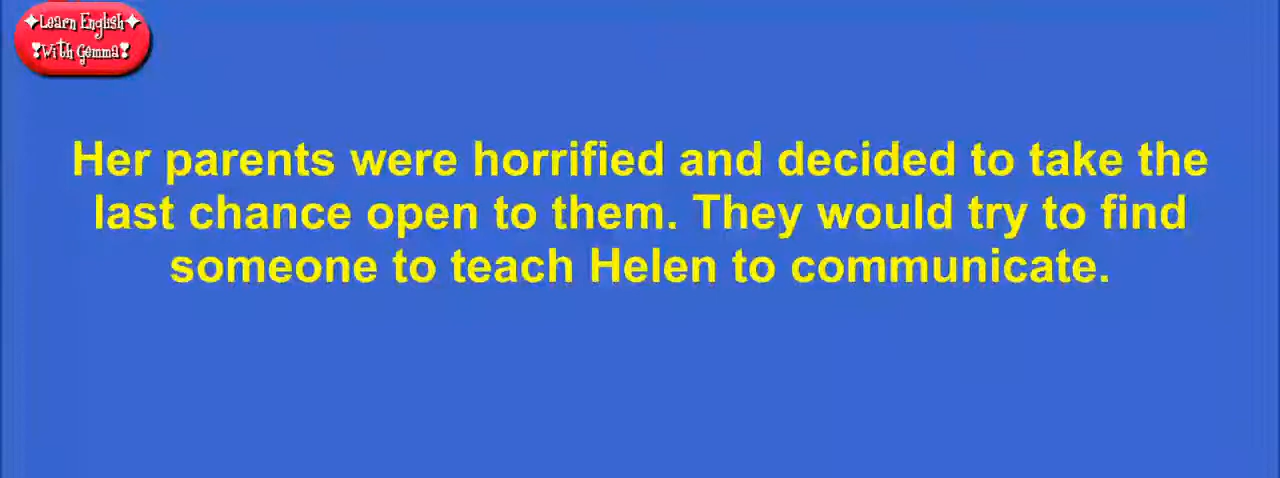 Learn English
With Gemma
Her parents were horrified and decided to take the
last chance open to them. They would try to find
someone to teach Helen to communicate.